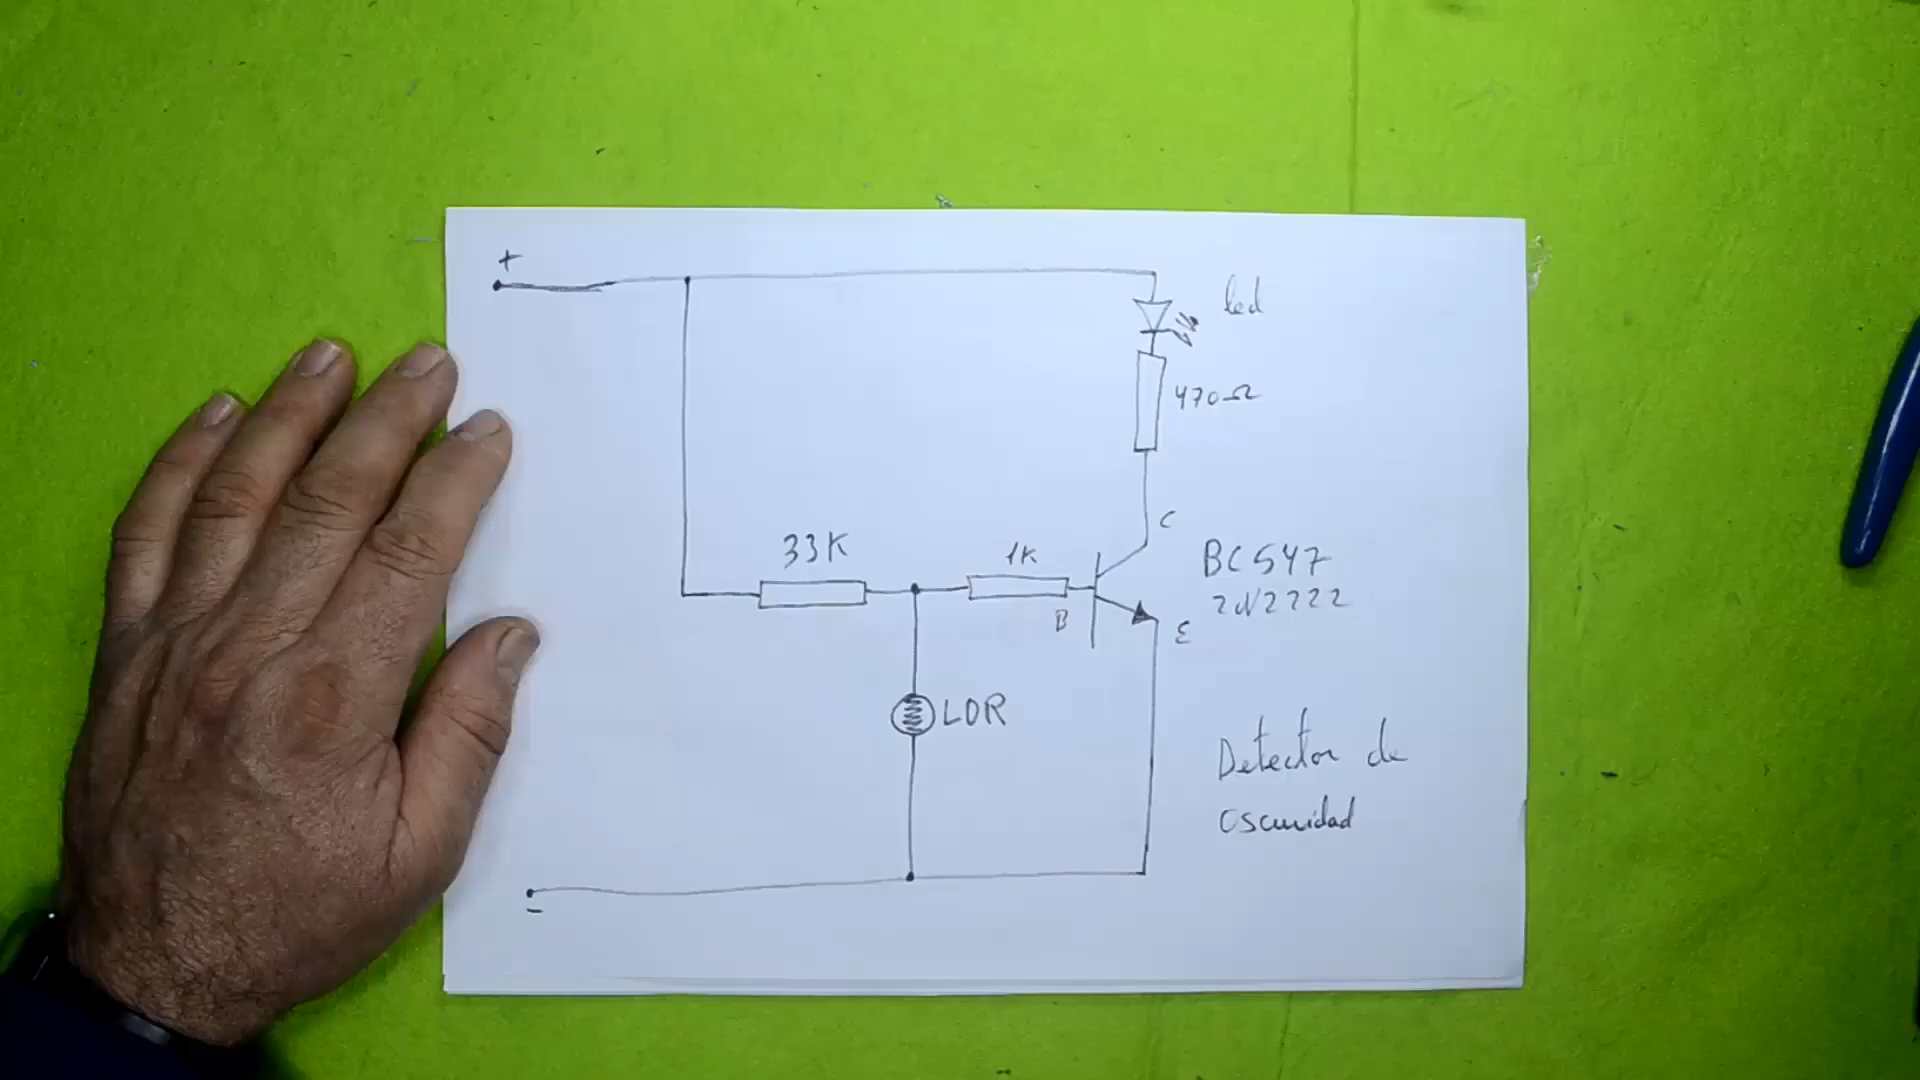 +
led
470Ω
C
33K
1K
BC547
2N2222
B
E
LDR
Detector de
oscuridad
-